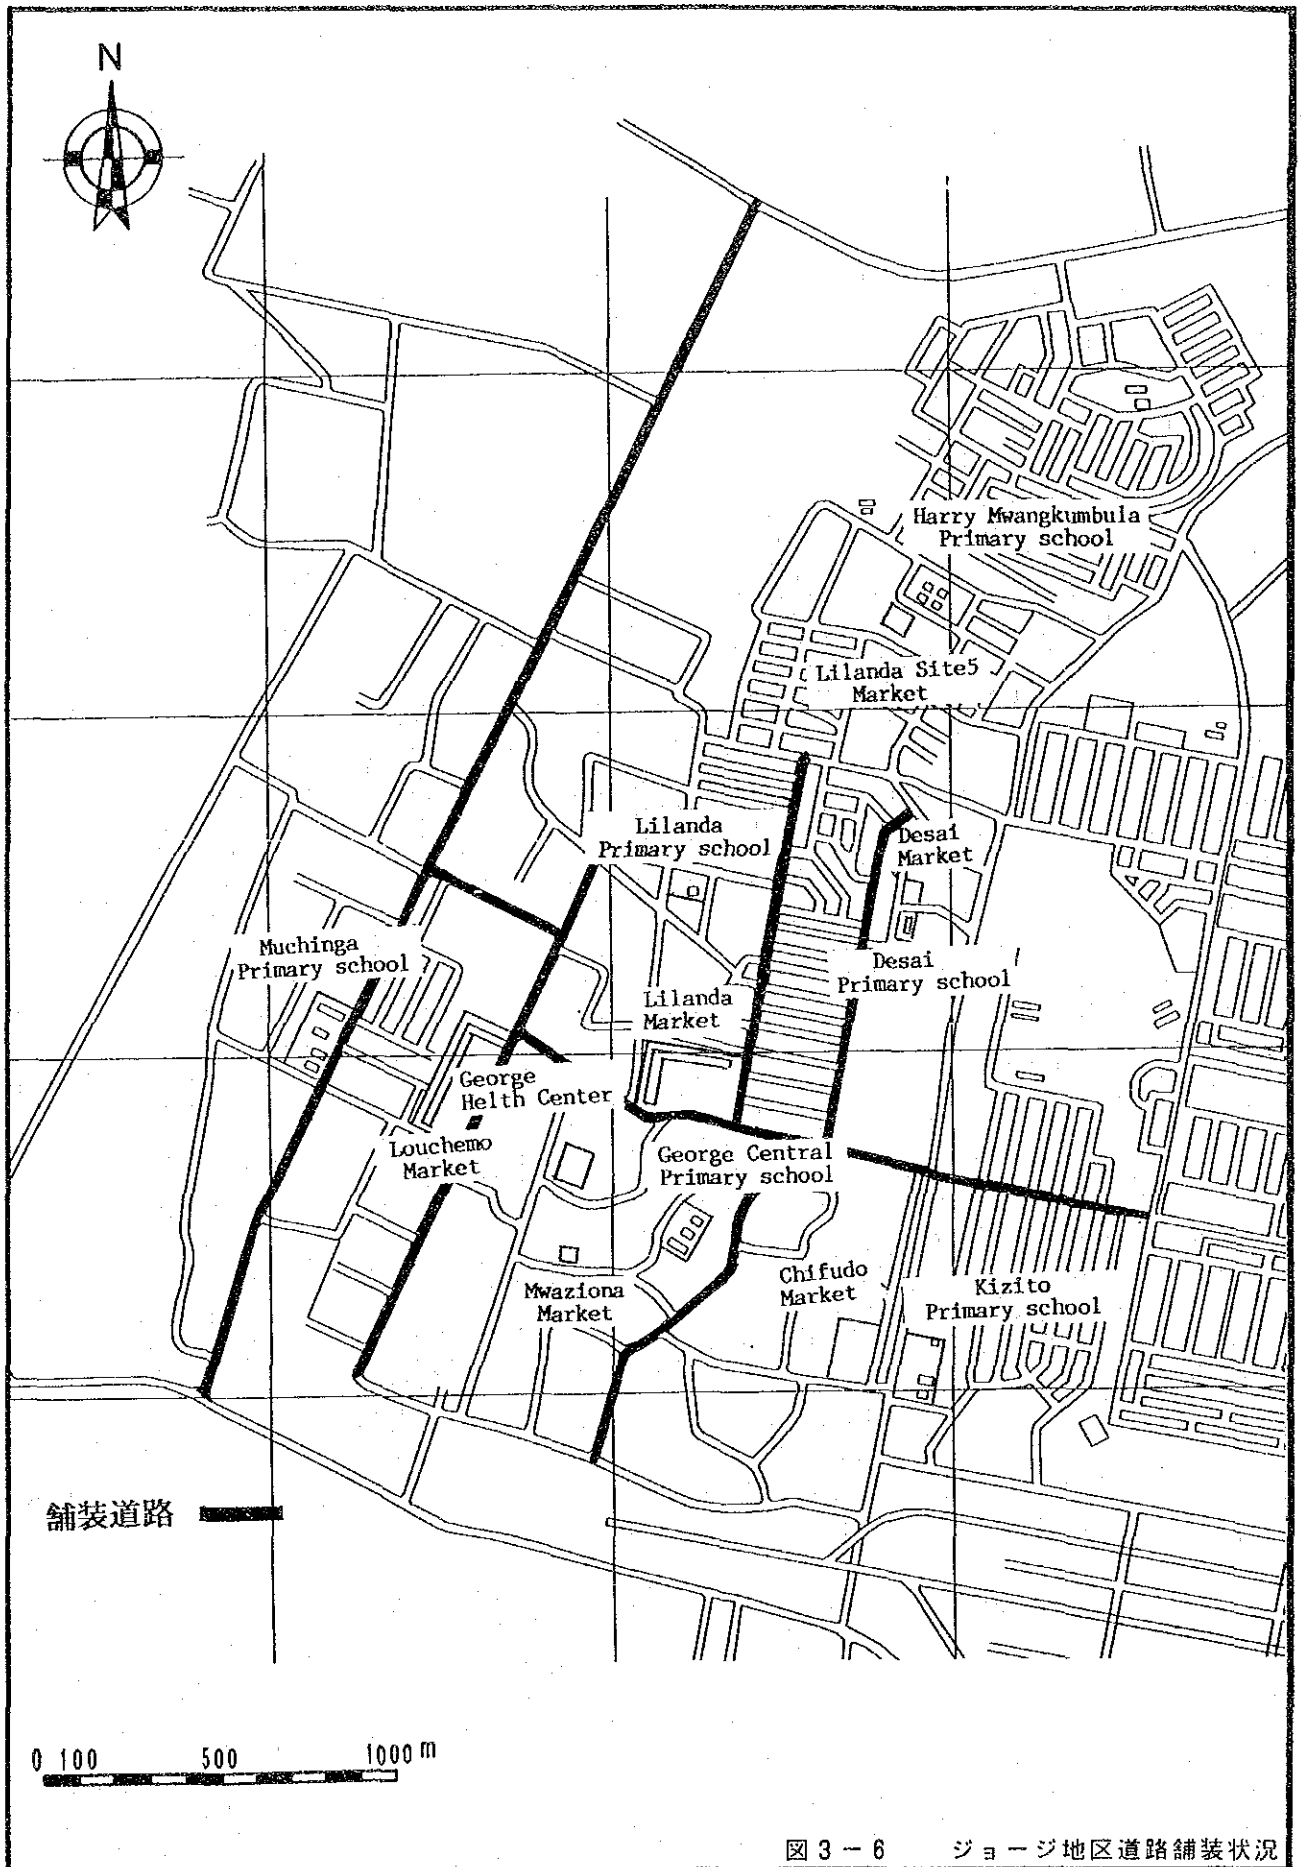 N
Harry Mwangkumbula
Primary school
Lilanda Site5
Market
Lilanda
Primary school
Desai
Market
Muchinga
Primary school
Desai
Primary school
Lilanda
Market
George
Helth Center
Louchemo
Market
George Central
Primary school
Chifudo
Market
Mwaziona
Market
Kizito
Primary school
舗装道路
0 100 500 1000 m
図3-6 ジョージ地区道路舗装状況